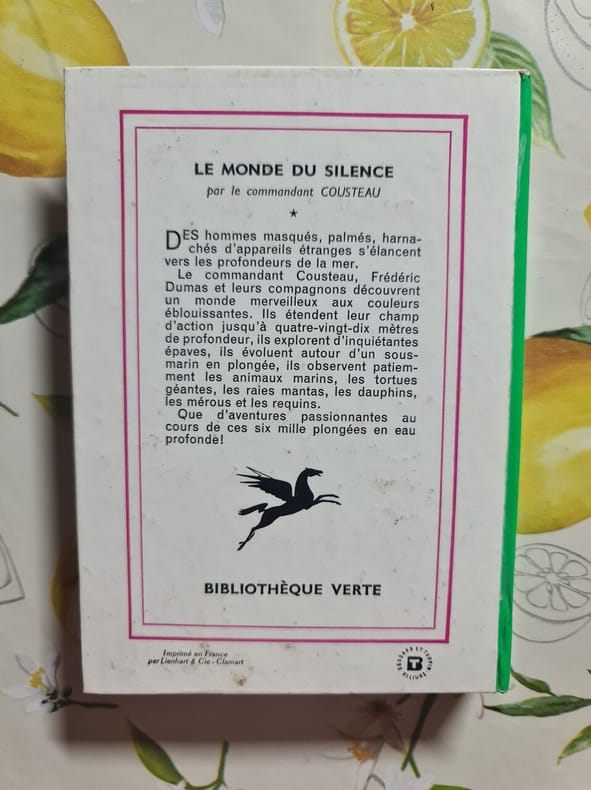 LE MONDE DU SILENCE
par le commandant COUSTEAU
★
DES hommes masqués, palmés, harna-
chés d'appareils étranges s'élancent
vers les profondeurs de la mer.
Le commandant Cousteau, Frédéric
Dumas et leurs compagnons découvrent
un monde merveilleux aux couleurs
éblouissantes. Ils étendent leur champ
d'action jusqu'à quatre-vingt-dix mètres
de profondeur, ils explorent d'inquiétantes
épaves, ils évoluent autour d'un sous-
marin en plongée, ils observent patiem-
ment les animaux marins, les tortues
géantes, les raies mantas, les dauphins,
les mérous et les requins.
Que d'aventures passionnantes au
cours de ces six mille plongées en eau
profonde!
BIBLIOTHÈQUE VERTE
Imprimé en France
par Lienhart & Cie - Clamart
BRODARD ET TAUPIN
RELIURE